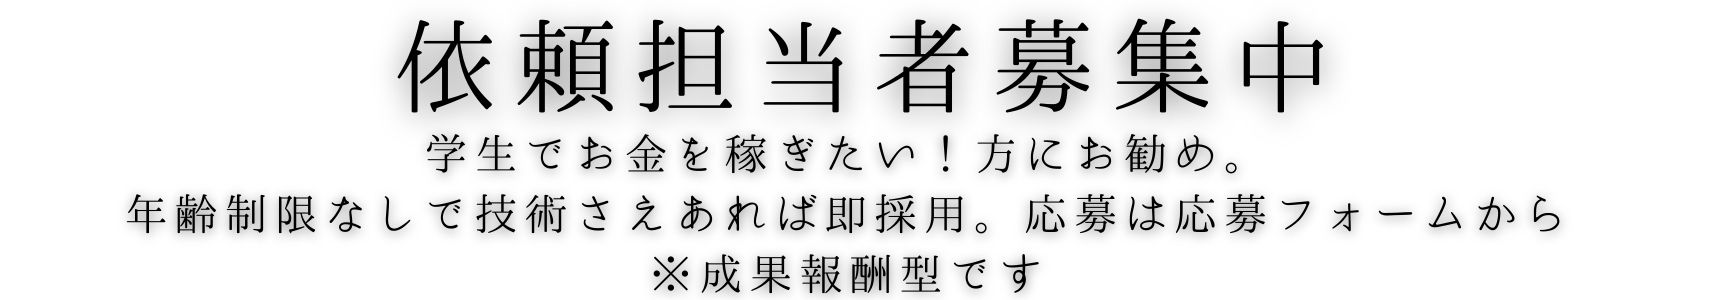 依頼担当者募集中
学生でお金を稼ぎたい！方にお勧め。
年齢制限なしで技術さえあれば即採用。応募は応募フォームから
※成果報酬型です